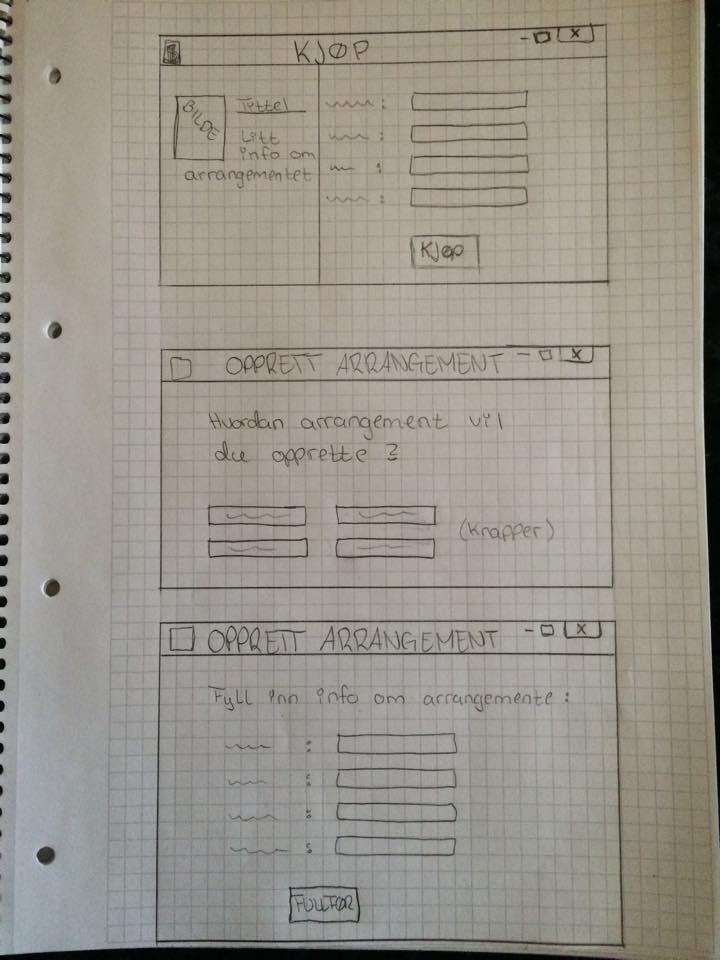 KJØP
- □ X
BILDE
Tittel
Litt
info om
arrangementet
:
:
:
:
KJØP
OPPRETT ARRANGEMENT
- □ X
Hvordan arrangement vil
du opprette ?
(Knapper)
OPPRETT ARRANGEMENT
- □ X
Fyll inn info om arrangemente :
:
:
:
:
FULLFØR